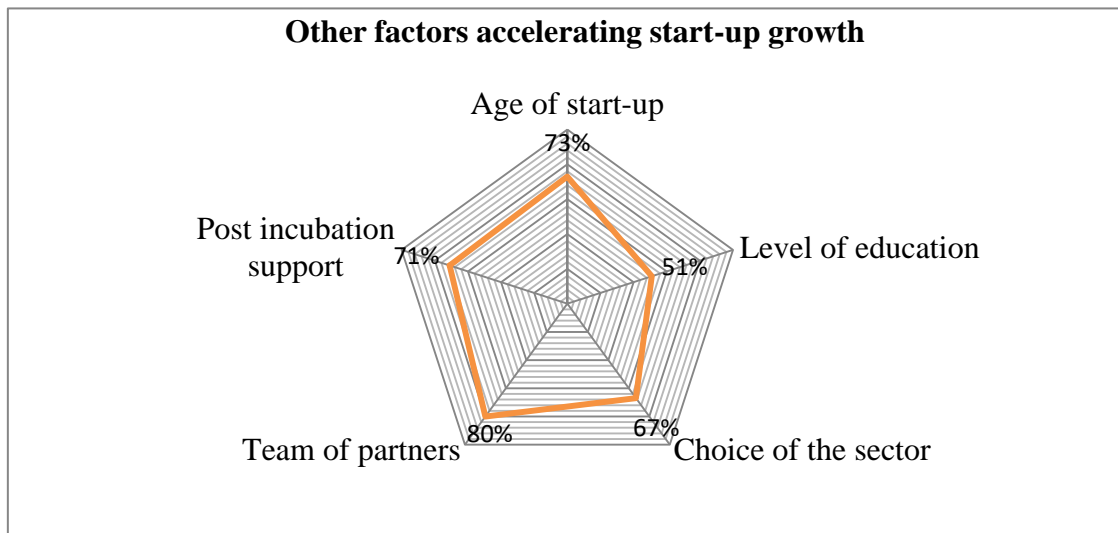 Other factors accelerating start-up growth
Age of start-up
73%
Level of education
51%
Choice of the sector
67%
Team of partners
80%
Post incubation
support
71%